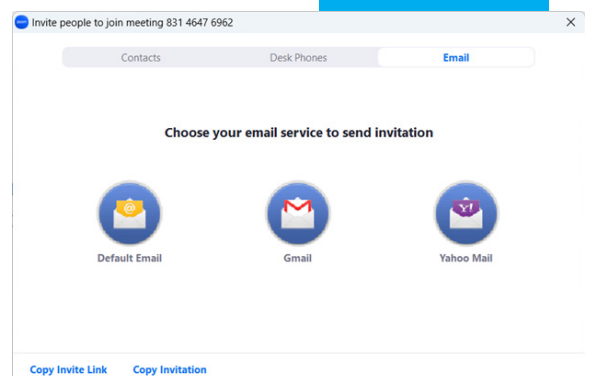 Invite people to join meeting 831 4647 6962
Contacts Desk Phones Email
Choose your email service to send invitation
Default Email Gmail Yahoo Mail
Copy Invite Link Copy Invitation